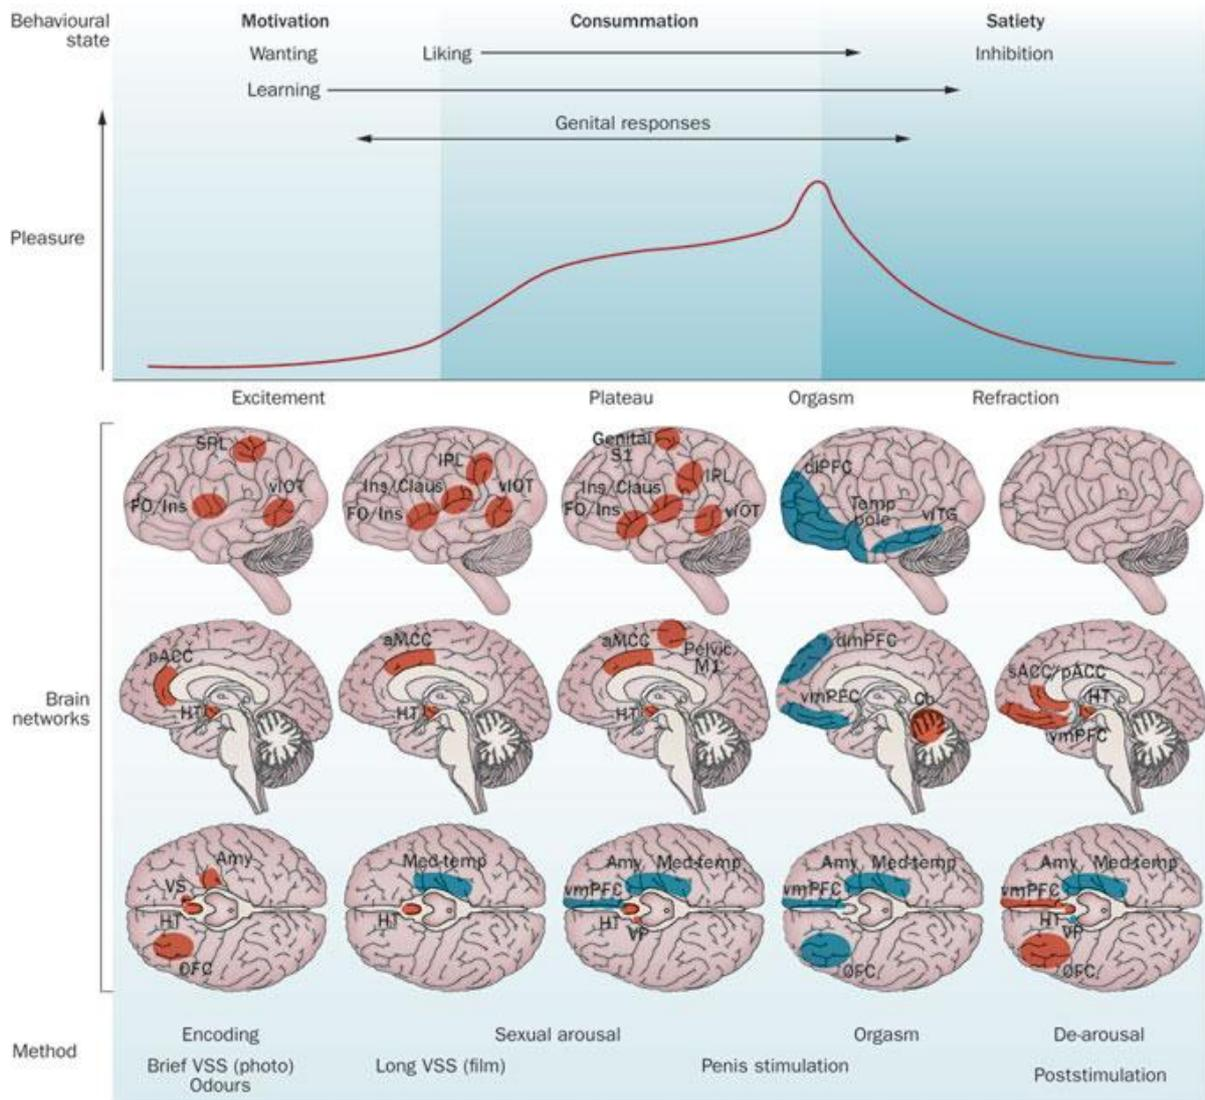 Behavioural
state
Motivation
Consummation
Satiety
Wanting
Liking
Inhibition
Learning
Genital responses
Pleasure
Excitement
Plateau
Orgasm
Refraction
Brain
networks
SPL
FO/Ins
vIOT
IPL
Ins/Claus
FO/Ins
vIOT
Genital
S1
IPL
Ins/Claus
FO/Ins
vIOT
dlPFC
Temp
pole
vITG
pACC
HT
aMCC
HT
aMCC
Pelvic
M1
HT
dmPFC
vmPFC
Cb
sACC/pACC
HT
vmPFC
Amy
VS
HT
OFC
Med-temp
HT
Amy
Med-temp
vmPFC
HT
VP
Amy
Med-temp
vmPFC
OFC
Amy
Med-temp
vmPFC
HT
VP
OFC
Method
Encoding
Sexual arousal
Orgasm
De-arousal
Brief VSS (photo)
Odours
Long VSS (film)
Penis stimulation
Poststimulation